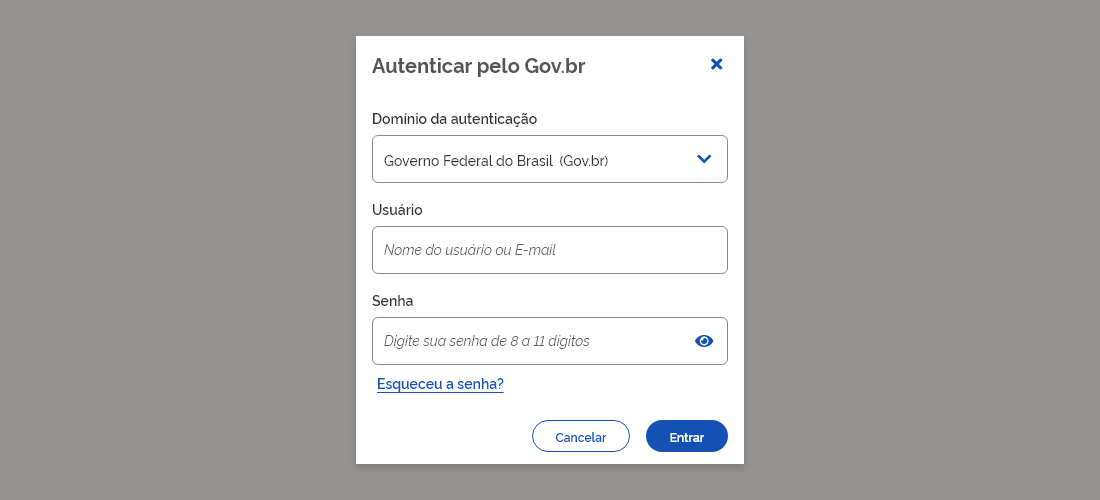 Autenticar pelo Gov.br
Domínio da autenticação
Governo Federal do Brasil (Gov.br)
Usuário
Nome do usuário ou E-mail
Senha
Digite sua senha de 8 a 11 dígitos
Esqueceu a senha?
Cancelar Entrar